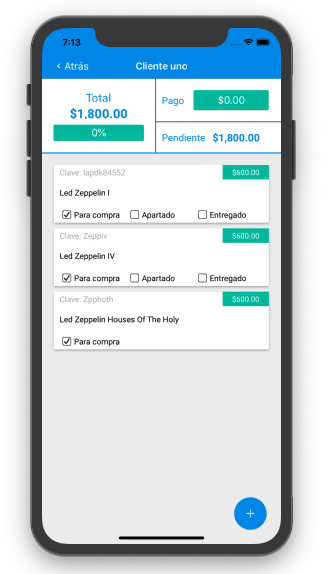 7:13
< Atrás
Cliente uno
Total
$1,800.00
0%
Pago
$0.00
Pendiente $1,800.00
Clave: lapdk84552
$600.00
Led Zeppelin I
Para compra Apartado Entregado
Clave: Zeppiv
$600.00
Led Zeppelin IV
Para compra Apartado Entregado
Clave: Zpphoth
$600.00
Led Zeppelin Houses Of The Holy
Para compra
+